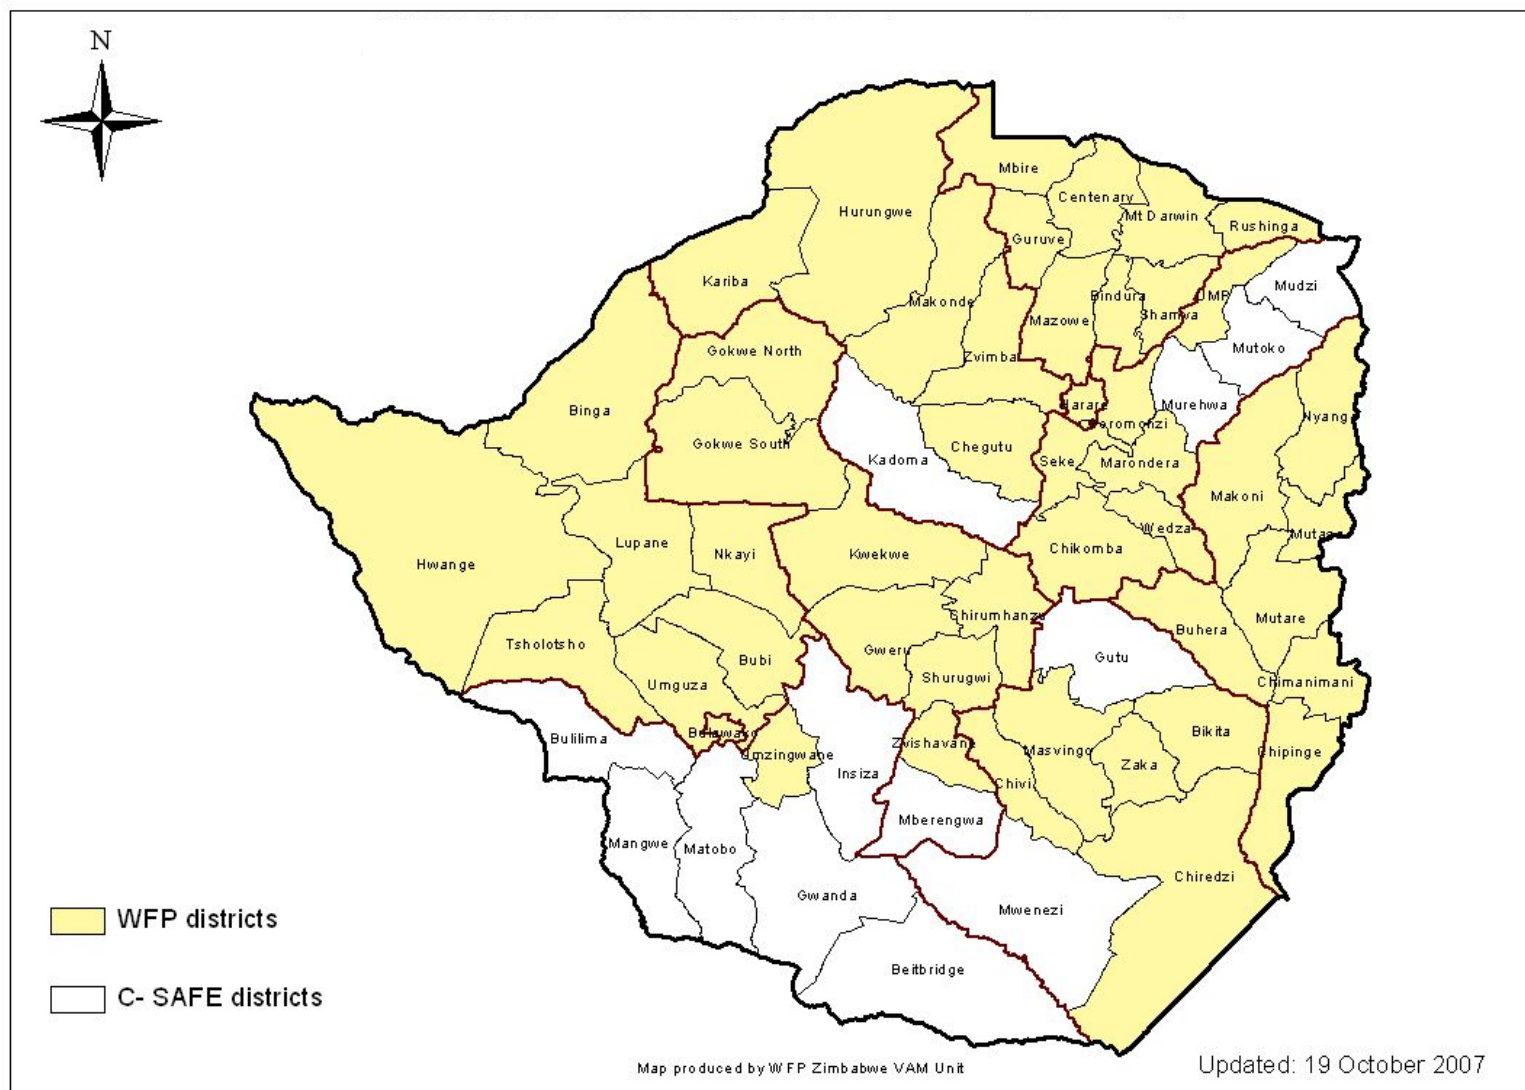 N
Mbire
Centenary
Mt Darwin
Rushinga
Hurungwe
Guruve
Kariba
Makonde
Mazowe
Bindura
Shamva
UMP
Mudzi
Mutoko
Gokwe North
Zvimba
Murehwa
Binga
Harare
Goromonzi
Nyanga
Gokwe South
Kadoma
Chegutu
Seke
Marondera
Makoni
Wedza
Mutasa
Lupane
Nkayi
Kwekwe
Chikomba
Hwange
Tsholotsho
Bubi
Umguza
Gweru
Chirumhanzu
Shurugwi
Gutu
Buhera
Mutare
Chimanimani
Bulilima
Bulawayo
Umzingwane
Insiza
Zvishavane
Masvingo
Bikita
Chipinge
Zaka
Chivi
Mberengwa
Mangwe
Matobo
Gwanda
Mwenezi
Chiredzi
Beitbridge
WFP districts
C- SAFE districts
Map produced by WFP Zimbabwe VAM Unit
Updated: 19 October 2007